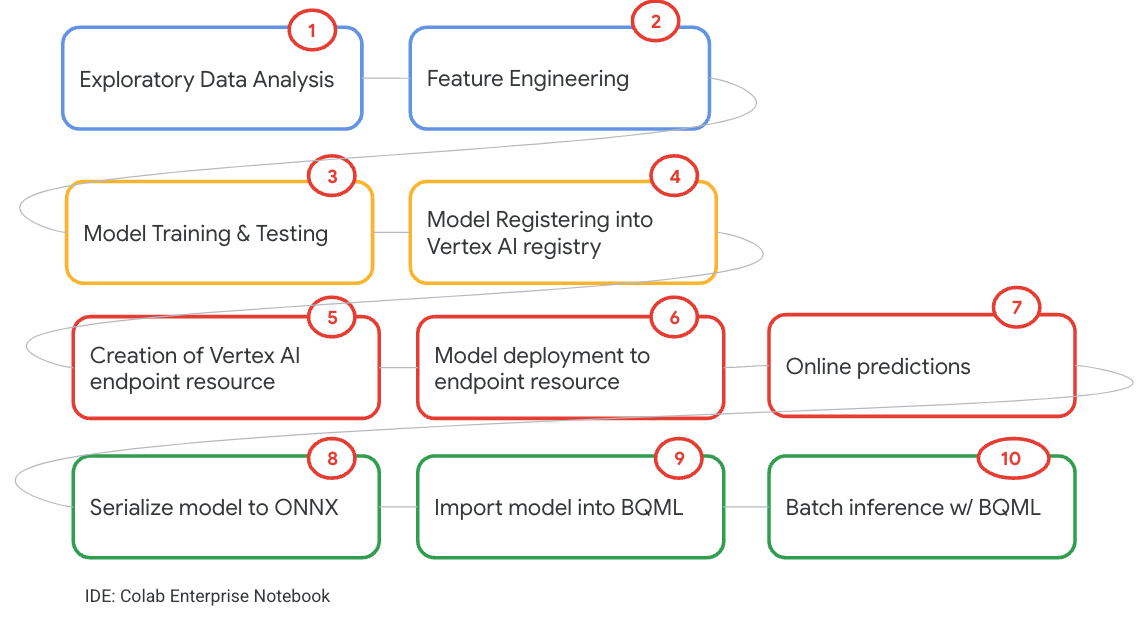 1
Exploratory Data Analysis
2
Feature Engineering
3
Model Training & Testing
4
Model Registering into
Vertex AI registry
5
Creation of Vertex AI
endpoint resource
6
Model deployment to
endpoint resource
7
Online predictions
8
Serialize model to ONNX
9
Import model into BQML
10
Batch inference w/ BQML
IDE: Colab Enterprise Notebook